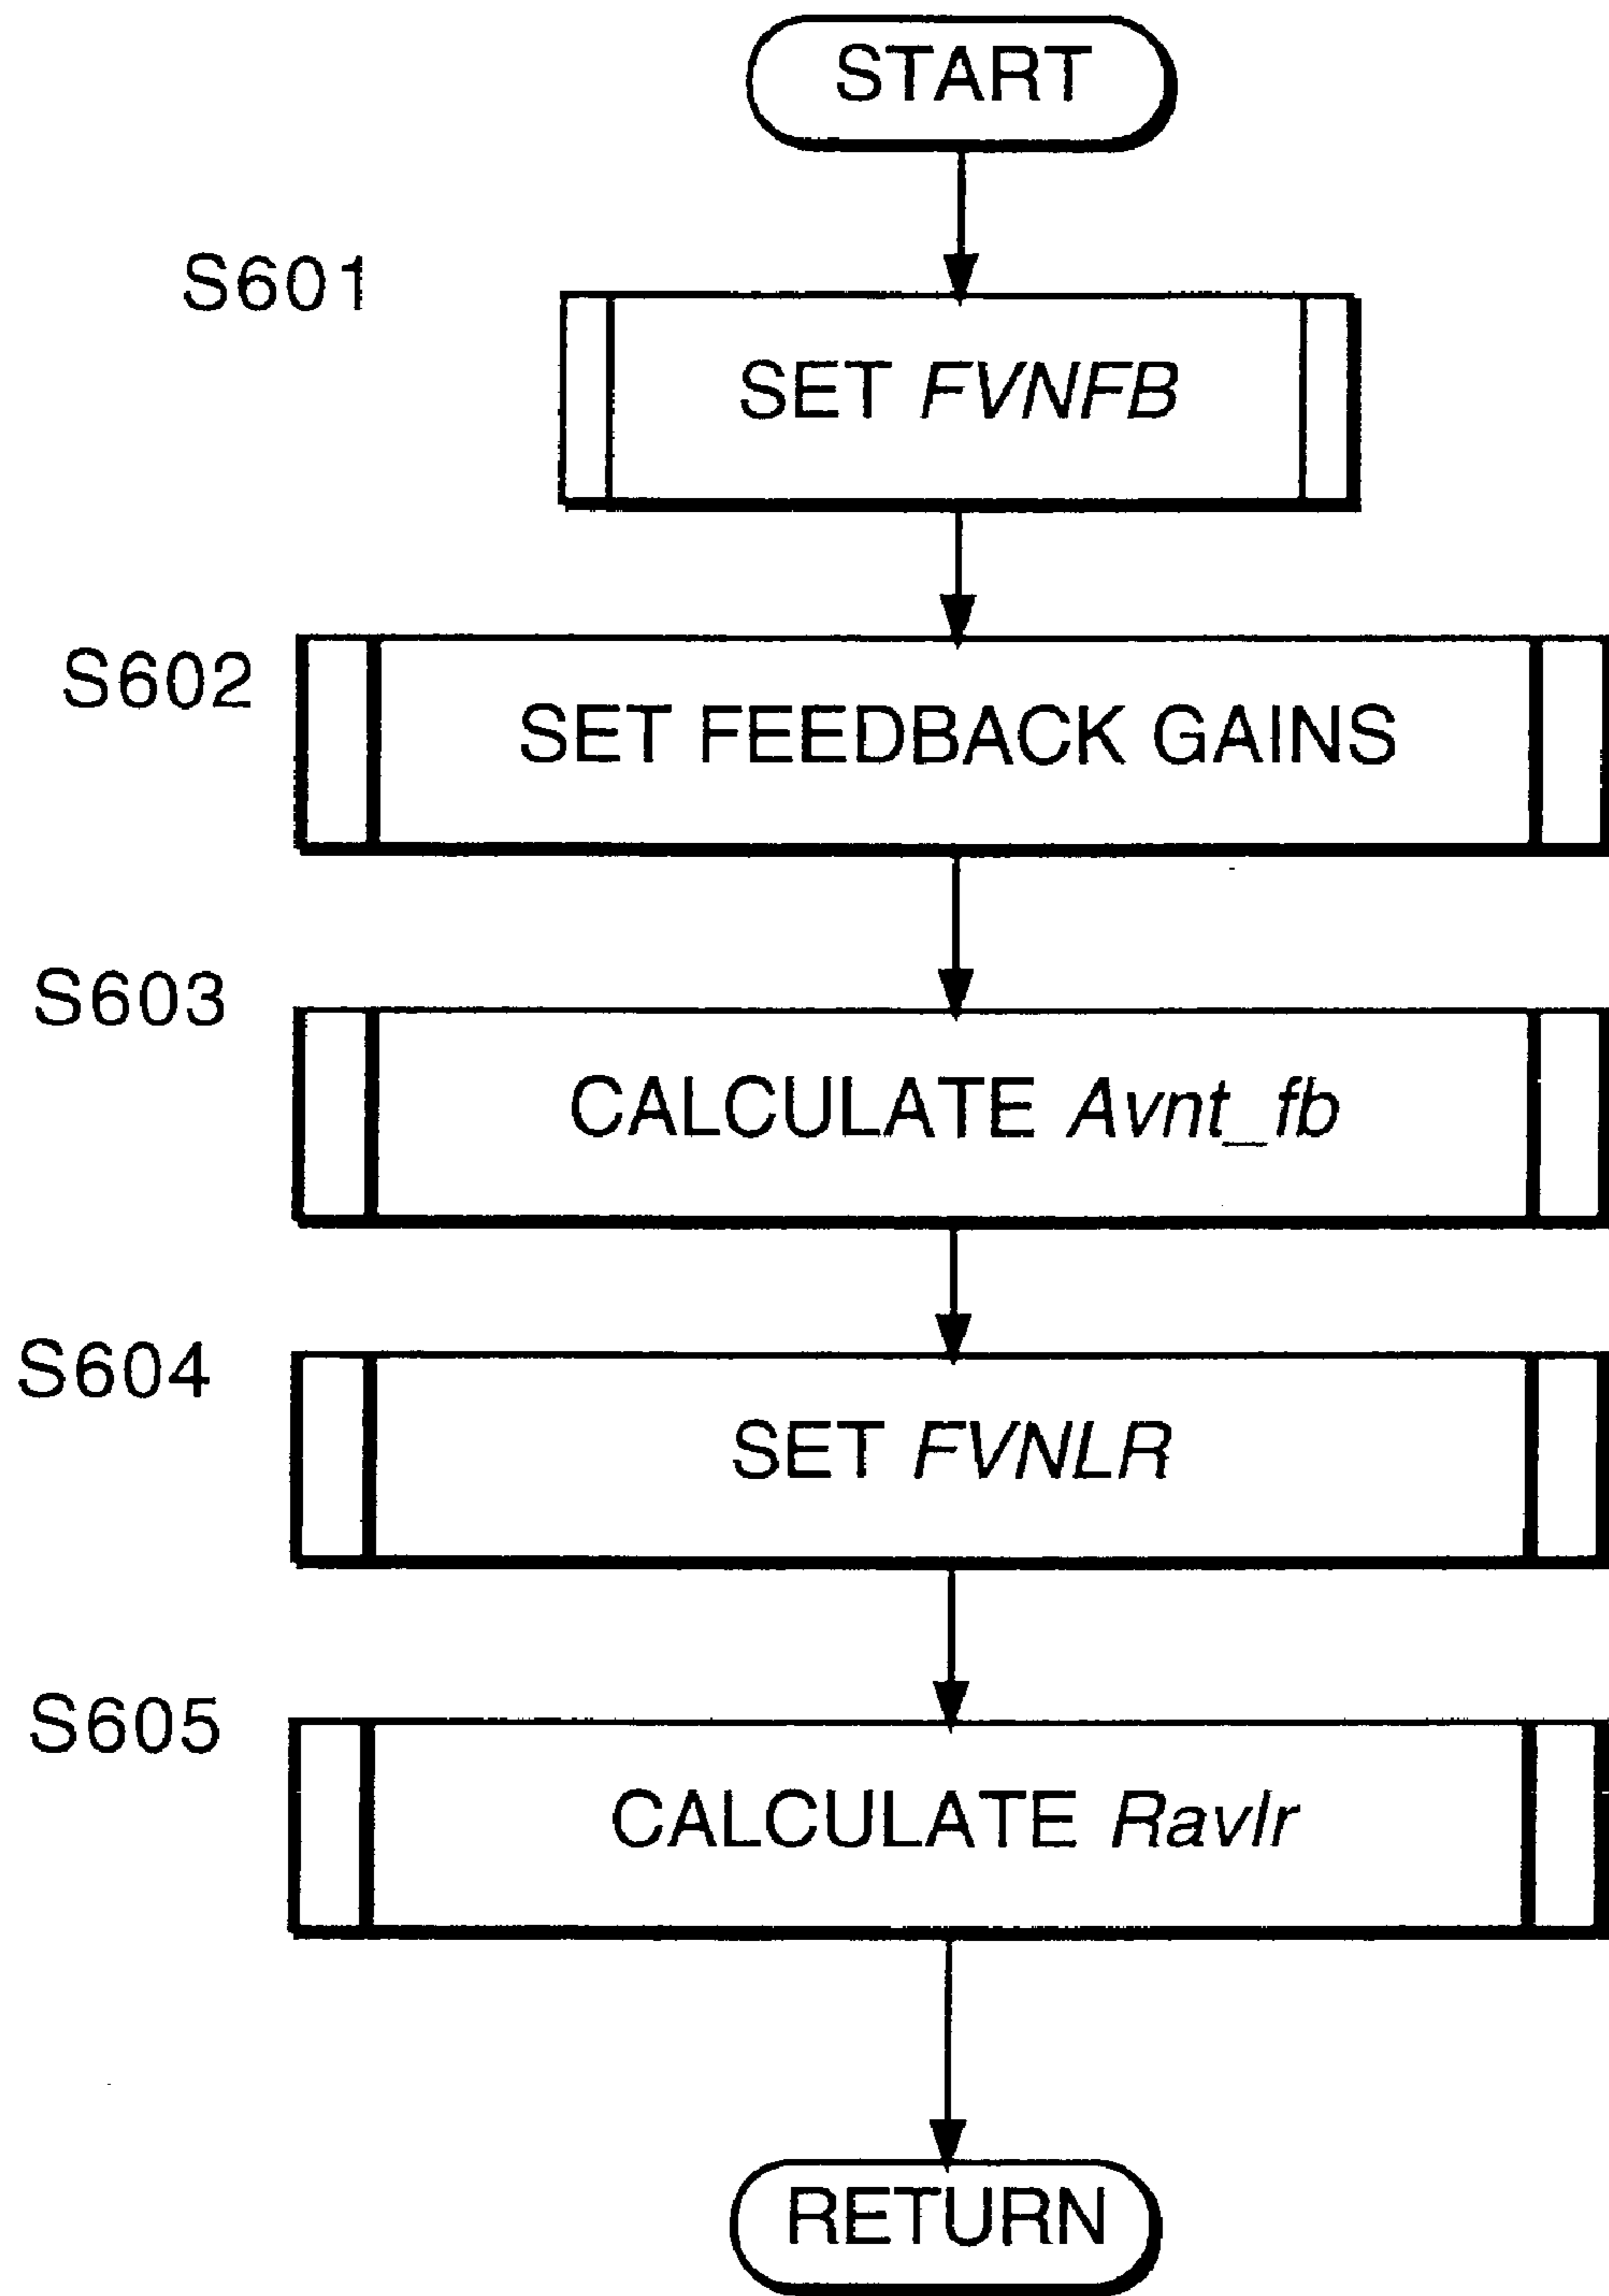 START
S601
SET FVNFB
S602
SET FEEDBACK GAINS
S603
CALCULATE Avnt_fb
S604
SET FVNLR
S605
CALCULATE Ravlr
RETURN